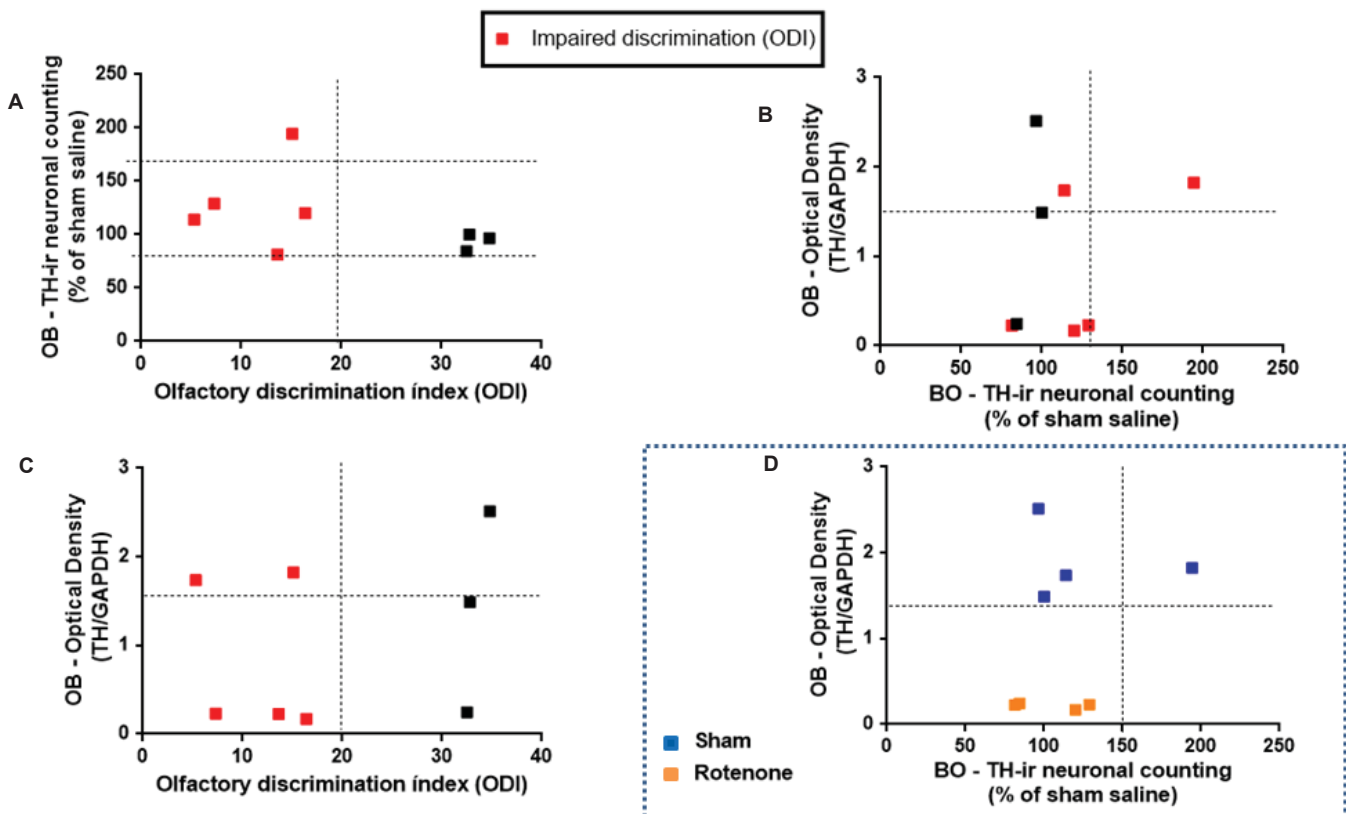 Impaired discrimination (ODI)
A
OB - TH-ir neuronal counting
(% of sham saline)
250
200
150
100
50
0
0 10 20 30 40
Olfactory discrimination índex (ODI)
B
OB - Optical Density
(TH/GAPDH)
3
2
1
0
0 50 100 150 200 250
BO - TH-ir neuronal counting
(% of sham saline)
C
OB - Optical Density
(TH/GAPDH)
3
2
1
0
0 10 20 30 40
Olfactory discrimination índex (ODI)
D
OB - Optical Density
(TH/GAPDH)
3
2
1
0
0 50 100 150 200 250
BO - TH-ir neuronal counting
(% of sham saline)
Sham
Rotenone